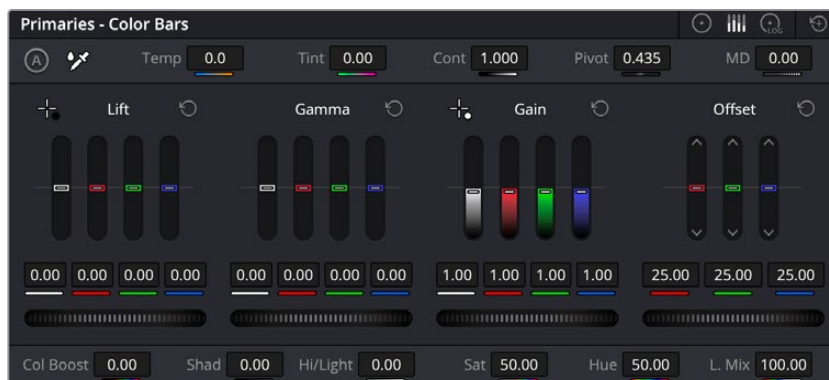 Primaries - Color Bars
LOG
A Temp 0.0 Tint 0.00 Cont 1.000 Pivot 0.435 MD 0.00
Lift Gamma Gain Offset
0.00 0.00 0.00 0.00 0.00 0.00 0.00 0.00 1.00 1.00 1.00 1.00 25.00 25.00 25.00
Col Boost 0.00 Shad 0.00 Hi/Light 0.00 Sat 50.00 Hue 50.00 L. Mix 100.00